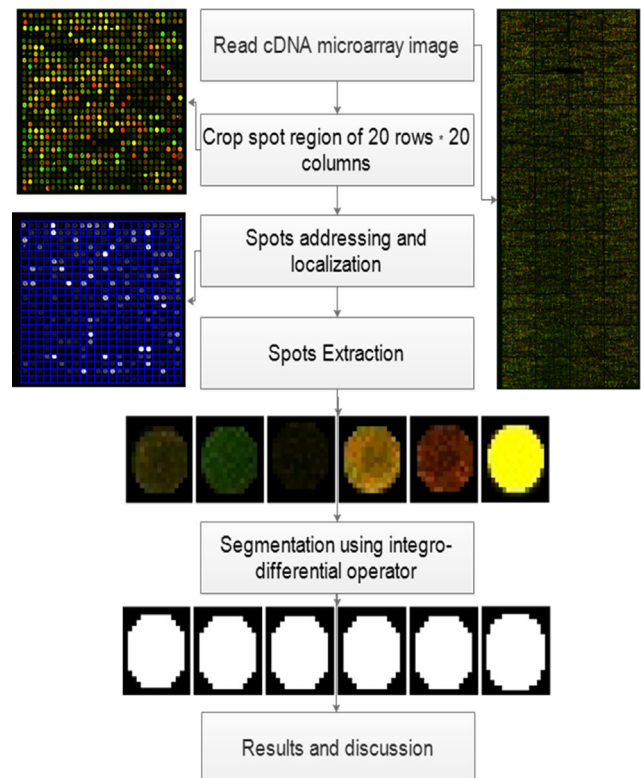 Read cDNA microarray image
Crop spot region of 20 rows * 20
columns
Spots addressing and
localization
Spots Extraction
Segmentation using integro-
differential operator
Results and discussion